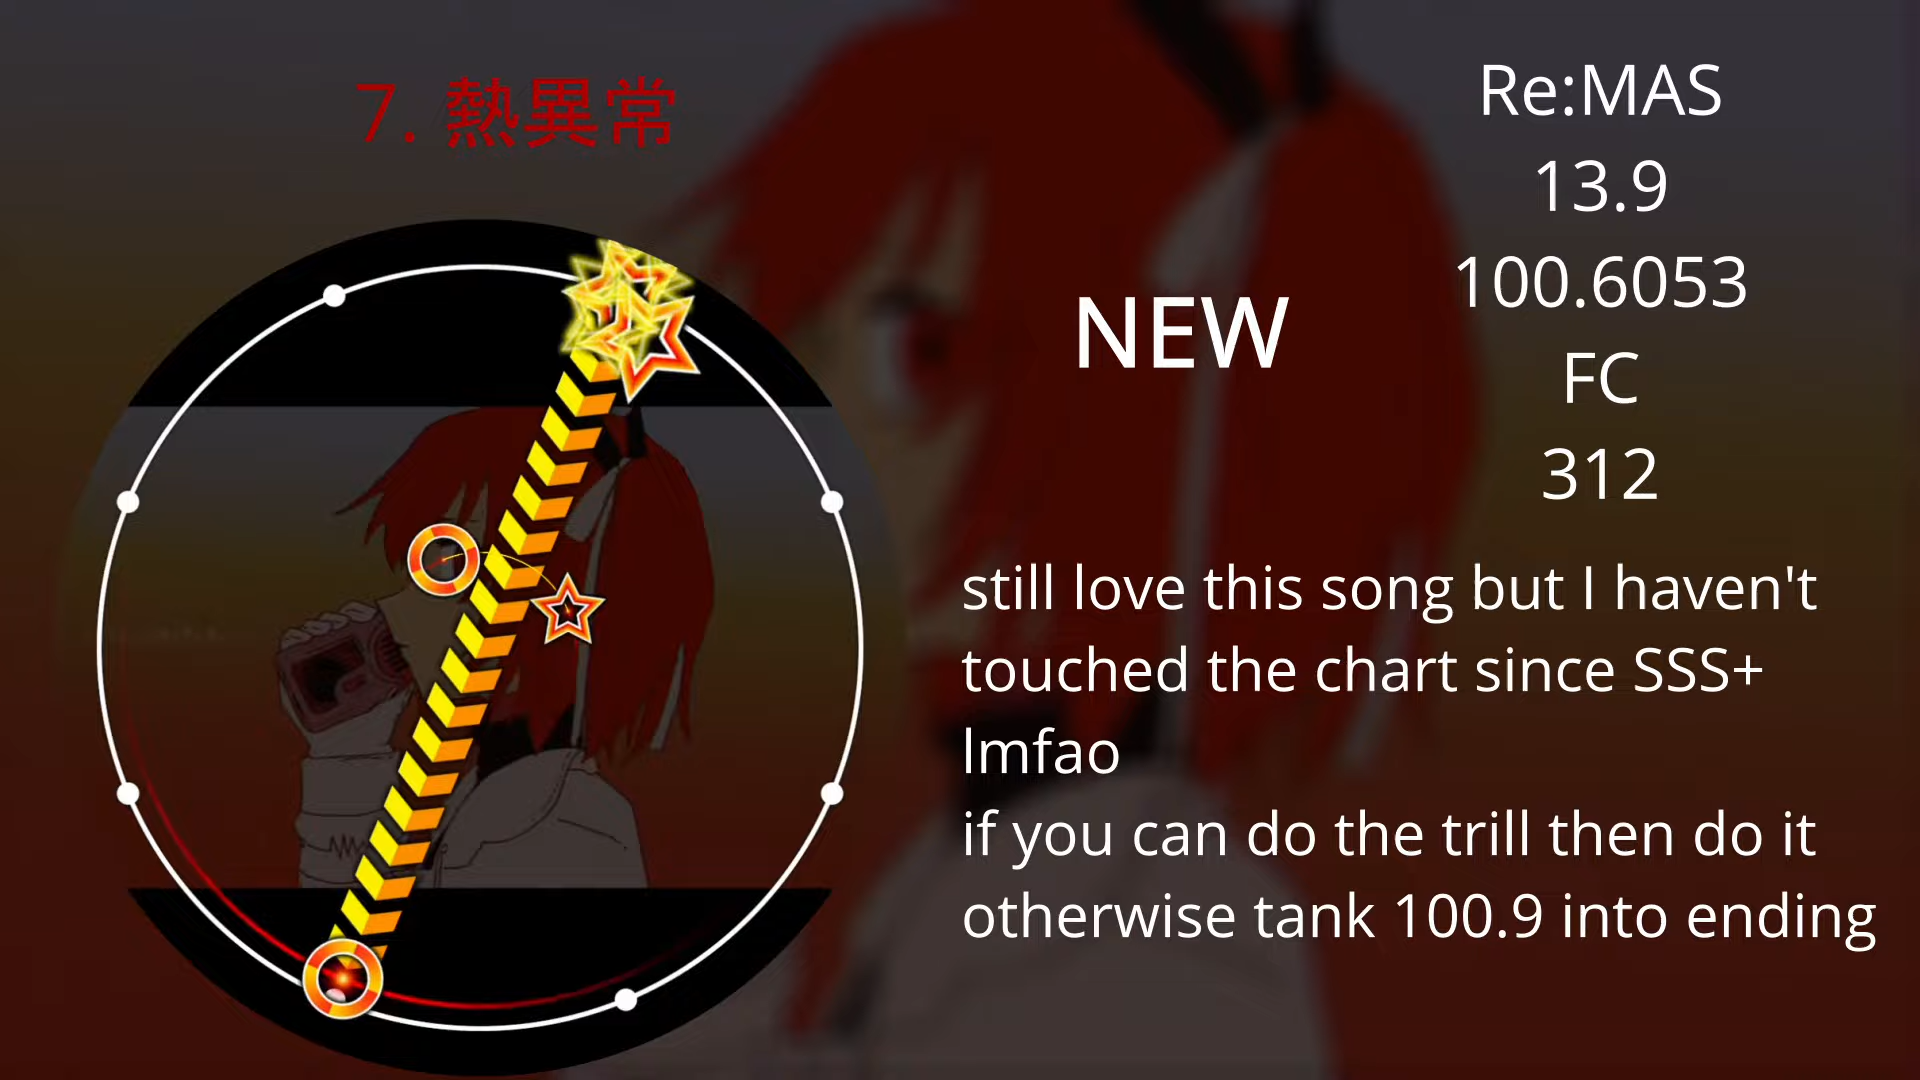 7. 熱異常
Re:MAS
13.9
100.6053
FC
312
NEW
still love this song but I haven't
touched the chart since SSS+
lmfao
if you can do the trill then do it
otherwise tank 100.9 into ending